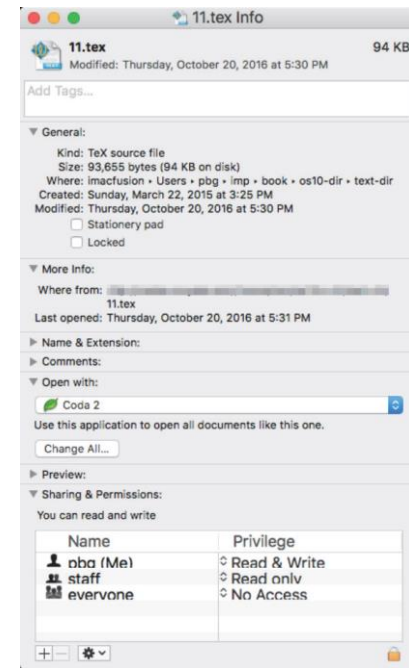 11.tex Info
11.tex 94 KB
Modified: Thursday, October 20, 2016 at 5:30 PM
Add Tags...
General:
Kind: TeX source file
Size: 93,655 bytes (94 KB on disk)
Where: imacfusion • Users • pbg • imp • book • os10-dir • text-dir
Created: Sunday, March 22, 2015 at 3:25 PM
Modified: Thursday, October 20, 2016 at 5:30 PM
Stationery pad
Locked
More Info:
Where from:
11.tex
Last opened: Thursday, October 20, 2016 at 5:31 PM
Name & Extension:
Comments:
Open with:
Coda 2
Use this application to open all documents like this one.
Change All...
Preview:
Sharing & Permissions:
You can read and write
Name Privilege
pbg (Me) Read & Write
staff Read only
everyone No Access